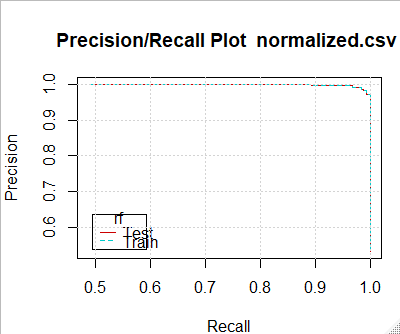 Precision/Recall Plot normalized.csv
Precision
1.0
0.9
0.8
0.7
0.6
rf
Test
Train
0.5 0.6 0.7 0.8 0.9 1.0
Recall